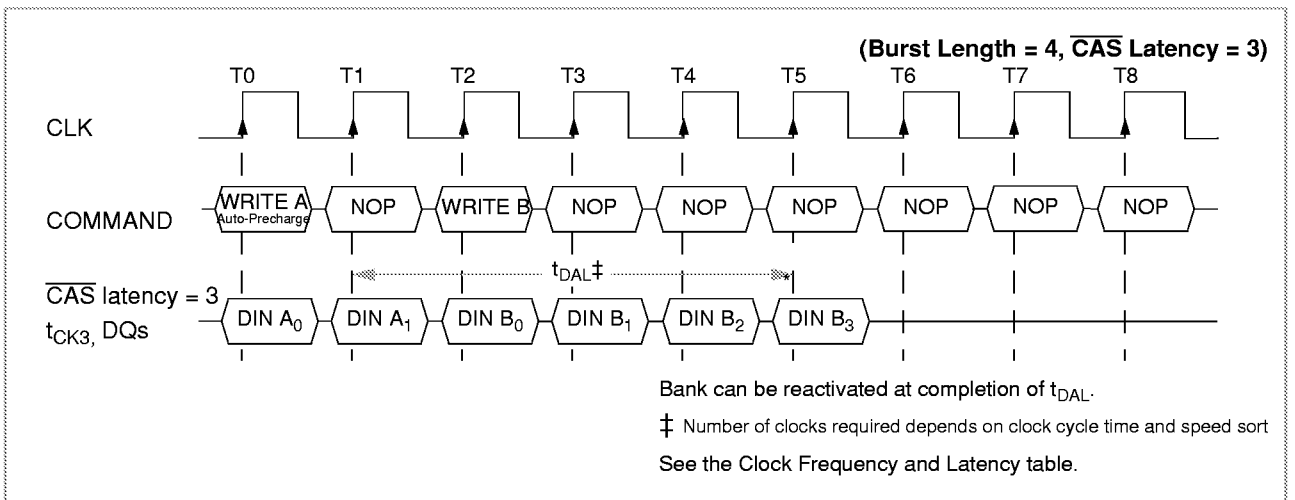 (Burst Length = 4, C̅A̅S̅ Latency = 3)
T0 T1 T2 T3 T4 T5 T6 T7 T8
CLK
COMMAND
WRITE A
Auto-Precharge
NOP
WRITE B
NOP
NOP
NOP
NOP
NOP
NOP
tDAL‡
*
C̅A̅S̅ latency = 3
tCK3, DQs
DIN A0
DIN A1
DIN B0
DIN B1
DIN B2
DIN B3
Bank can be reactivated at completion of tDAL.
‡ Number of clocks required depends on clock cycle time and speed sort
See the Clock Frequency and Latency table.